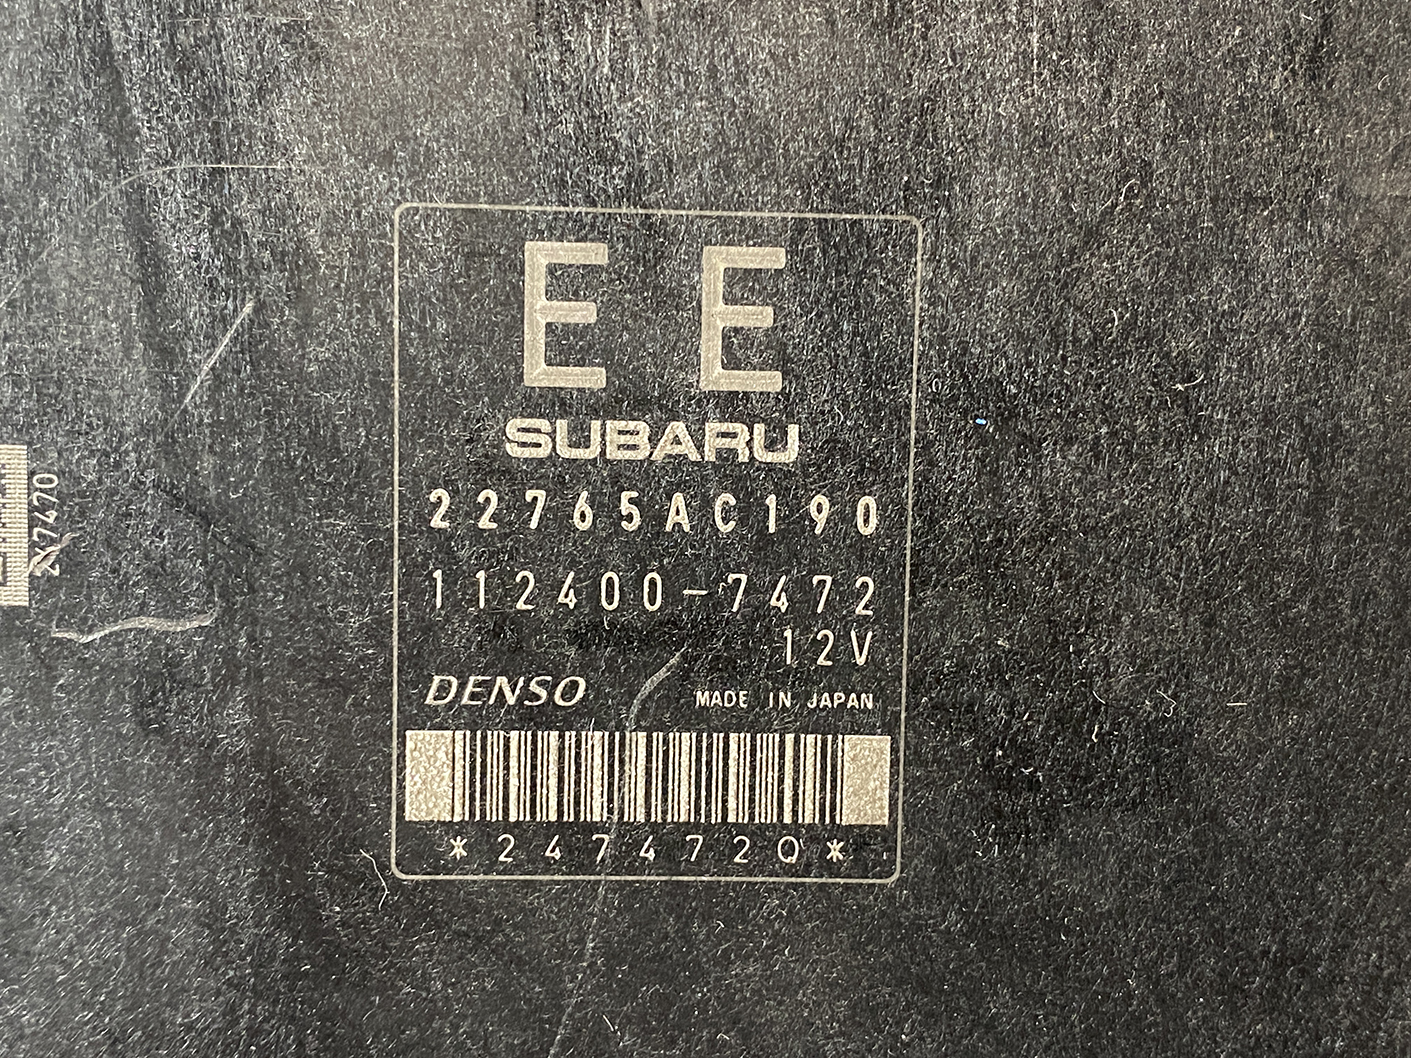 E E
SUBARU
22765AC190
112400-7472
12V
DENSO MADE IN JAPAN
*247472Q*